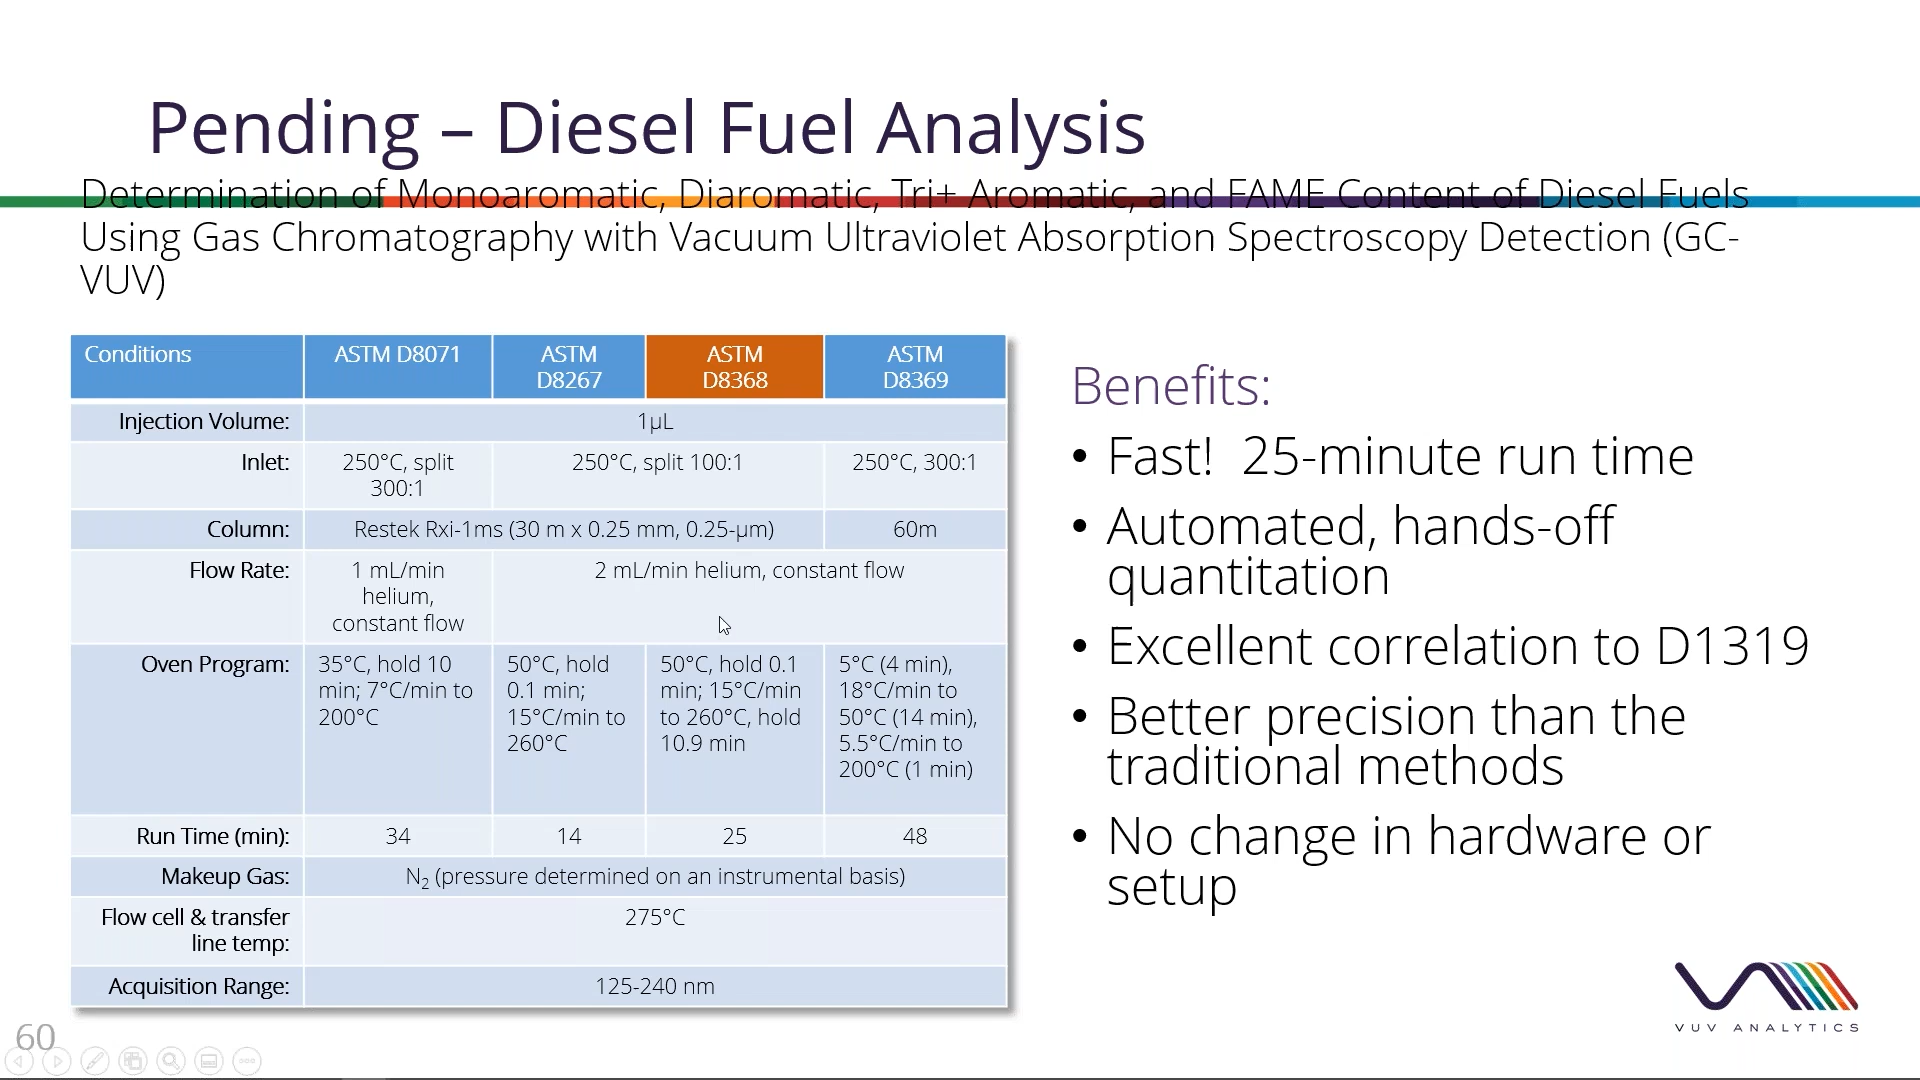 Pending – Diesel Fuel Analysis
Determination of Monoaromatic, Diaromatic, Tri+ Aromatic, and FAME Content of Diesel Fuels
Using Gas Chromatography with Vacuum Ultraviolet Absorption Spectroscopy Detection (GC-
VUV)
Conditions
ASTM D8071
ASTM
D8267
ASTM
D8368
ASTM
D8369
Injection Volume:
1µL
Inlet:
250°C, split
300:1
250°C, split 100:1
250°C, 300:1
Column:
Restek Rxi-1ms (30 m x 0.25 mm, 0.25-µm)
60m
Flow Rate:
1 mL/min
helium,
constant flow
2 mL/min helium, constant flow
Oven Program:
35°C, hold 10
min; 7°C/min to
200°C
50°C, hold
0.1 min;
15°C/min to
260°C
50°C, hold 0.1
min; 15°C/min
to 260°C, hold
10.9 min
5°C (4 min),
18°C/min to
50°C (14 min),
5.5°C/min to
200°C (1 min)
Run Time (min):
34
14
25
48
Makeup Gas:
N₂ (pressure determined on an instrumental basis)
Flow cell & transfer
line temp:
275°C
Acquisition Range:
125-240 nm
Benefits:
• Fast! 25-minute run time
• Automated, hands-off
quantitation
• Excellent correlation to D1319
• Better precision than the
traditional methods
• No change in hardware or
setup
VUV ANALYTICS
60